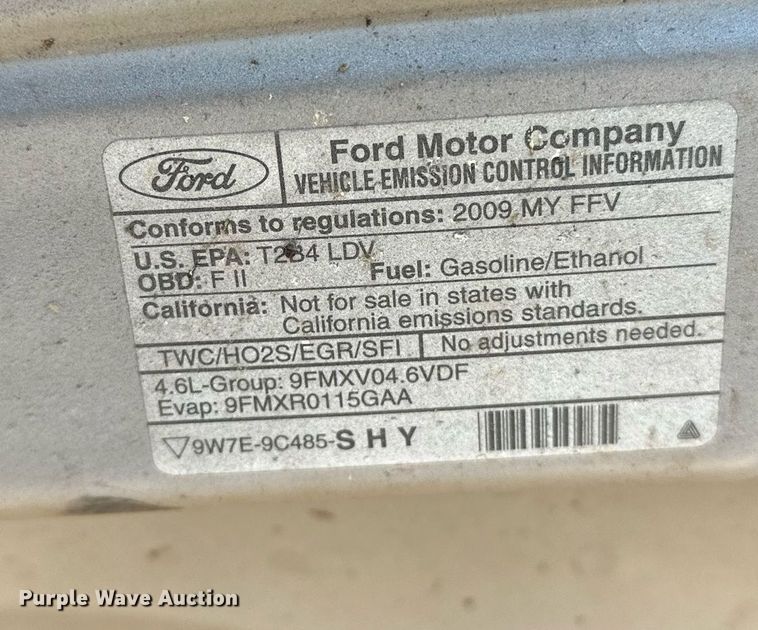 Ford
Ford Motor Company
VEHICLE EMISSION CONTROL INFORMATION
Conforms to regulations: 2009 MY FFV
U.S. EPA: T2B4 LDV
OBD: F II Fuel: Gasoline/Ethanol
California: Not for sale in states with
California emissions standards.
TWC/HO2S/EGR/SFI No adjustments needed.
4.6L-Group: 9FMXV04.6VDF
Evap: 9FMXR0115GAA
9W7E-9C485-SHY
Purple Wave Auction